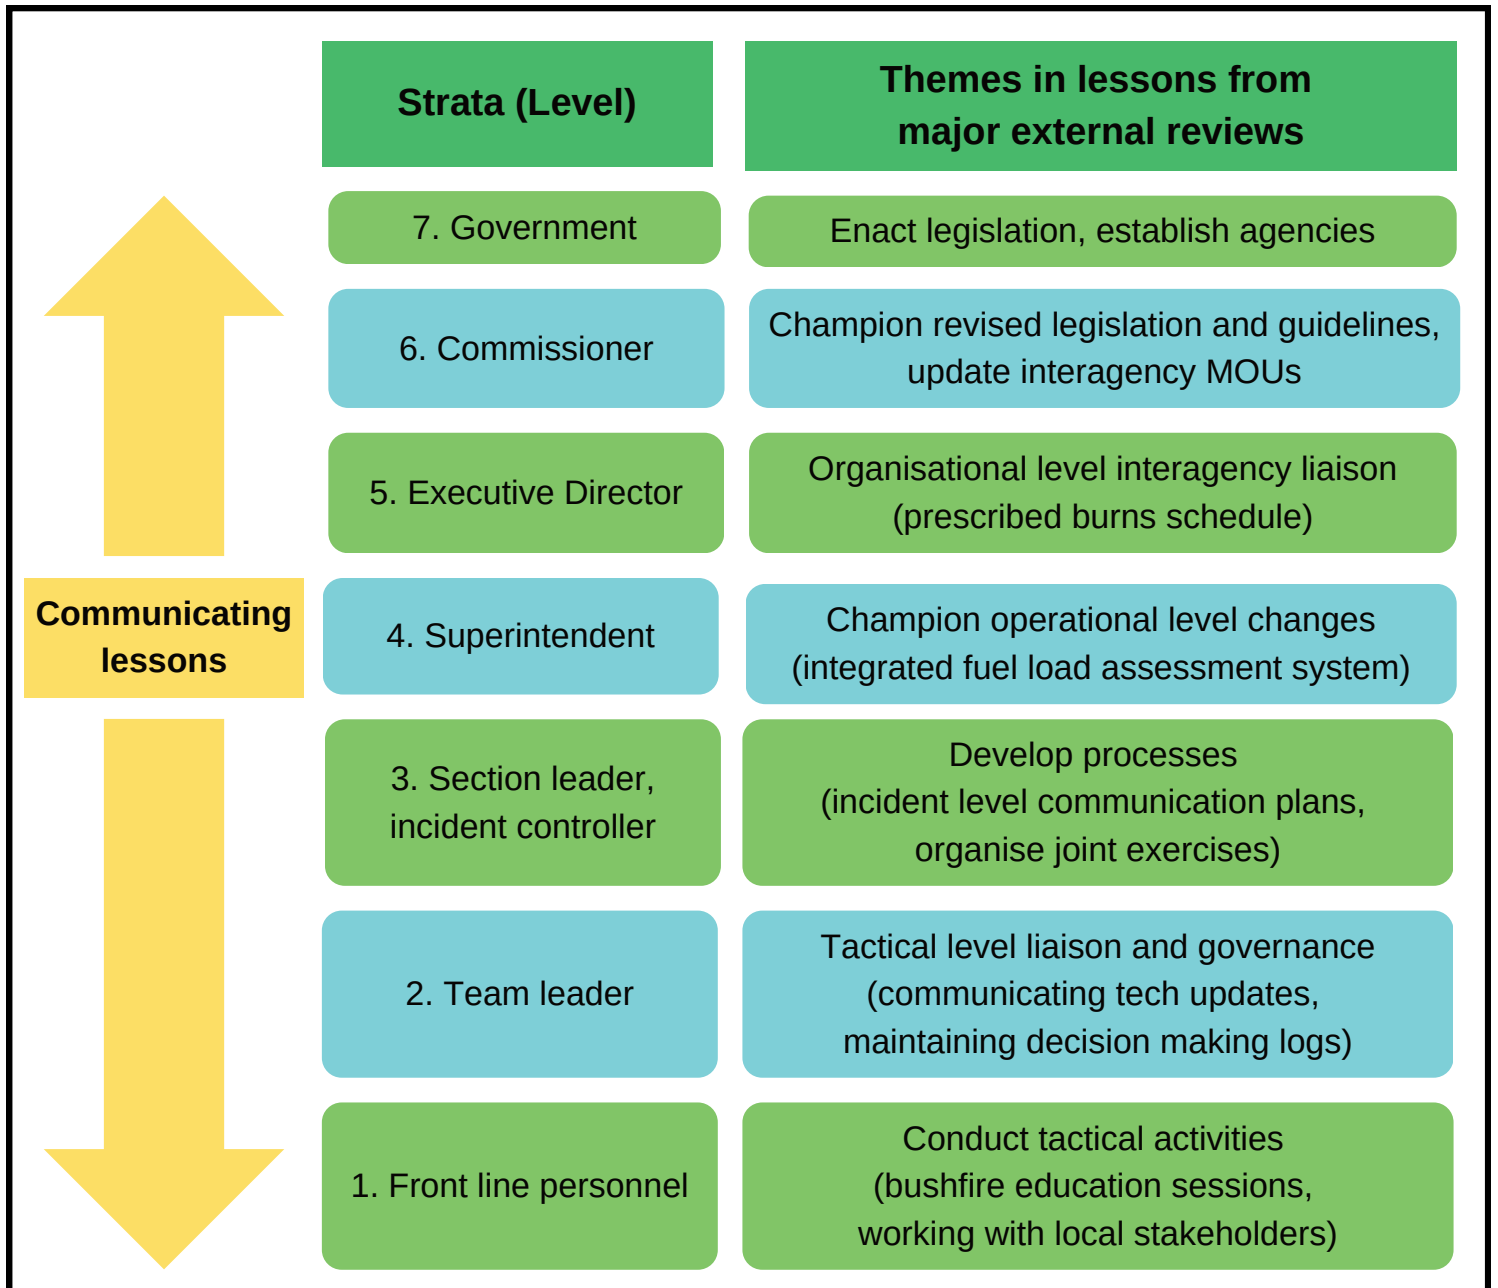 Strata (Level)
Themes in lessons from
major external reviews
7. Government
Enact legislation, establish agencies
6. Commissioner
Champion revised legislation and guidelines,
update interagency MOUs
5. Executive Director
Organisational level interagency liaison
(prescribed burns schedule)
Communicating
lessons
4. Superintendent
Champion operational level changes
(integrated fuel load assessment system)
3. Section leader,
incident controller
Develop processes
(incident level communication plans,
organise joint exercises)
2. Team leader
Tactical level liaison and governance
(communicating tech updates,
maintaining decision making logs)
1. Front line personnel
Conduct tactical activities
(bushfire education sessions,
working with local stakeholders)